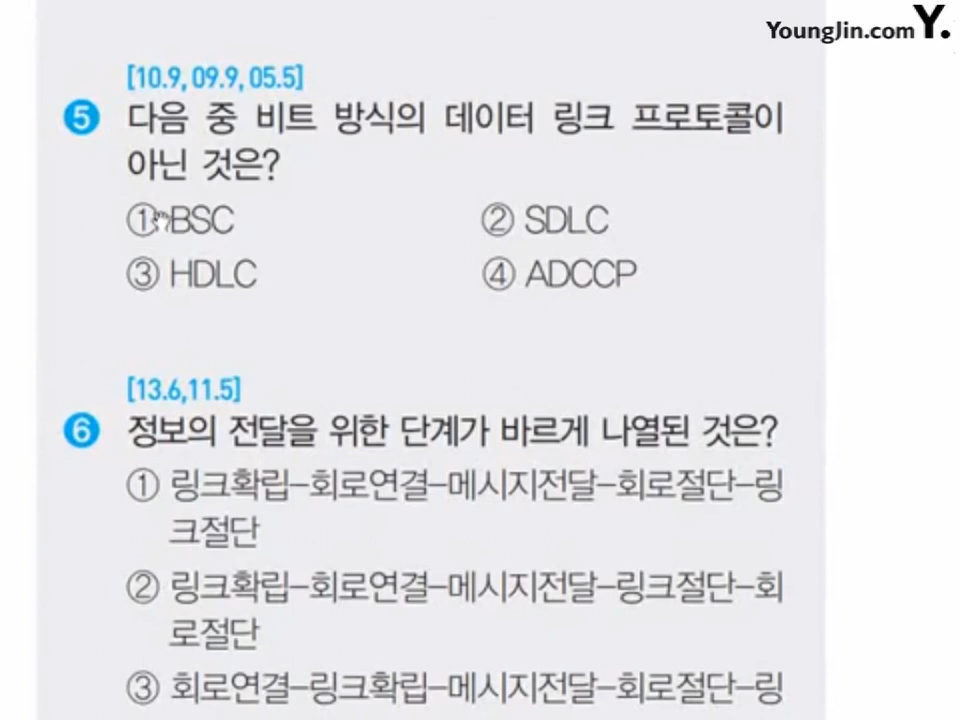 YoungJin.com Y.
[10.9, 09.9, 05.5]
5 다음 중 비트 방식의 데이터 링크 프로토콜이
아닌 것은?
① BSC ② SDLC
③ HDLC ④ ADCCP
[13.6,11.5]
6 정보의 전달을 위한 단계가 바르게 나열된 것은?
① 링크확립-회로연결-메시지전달-회로절단-링
크절단
② 링크확립-회로연결-메시지전달-링크절단-회
로절단
③ 회로연결-링크확립-메시지전달-회로절단-링